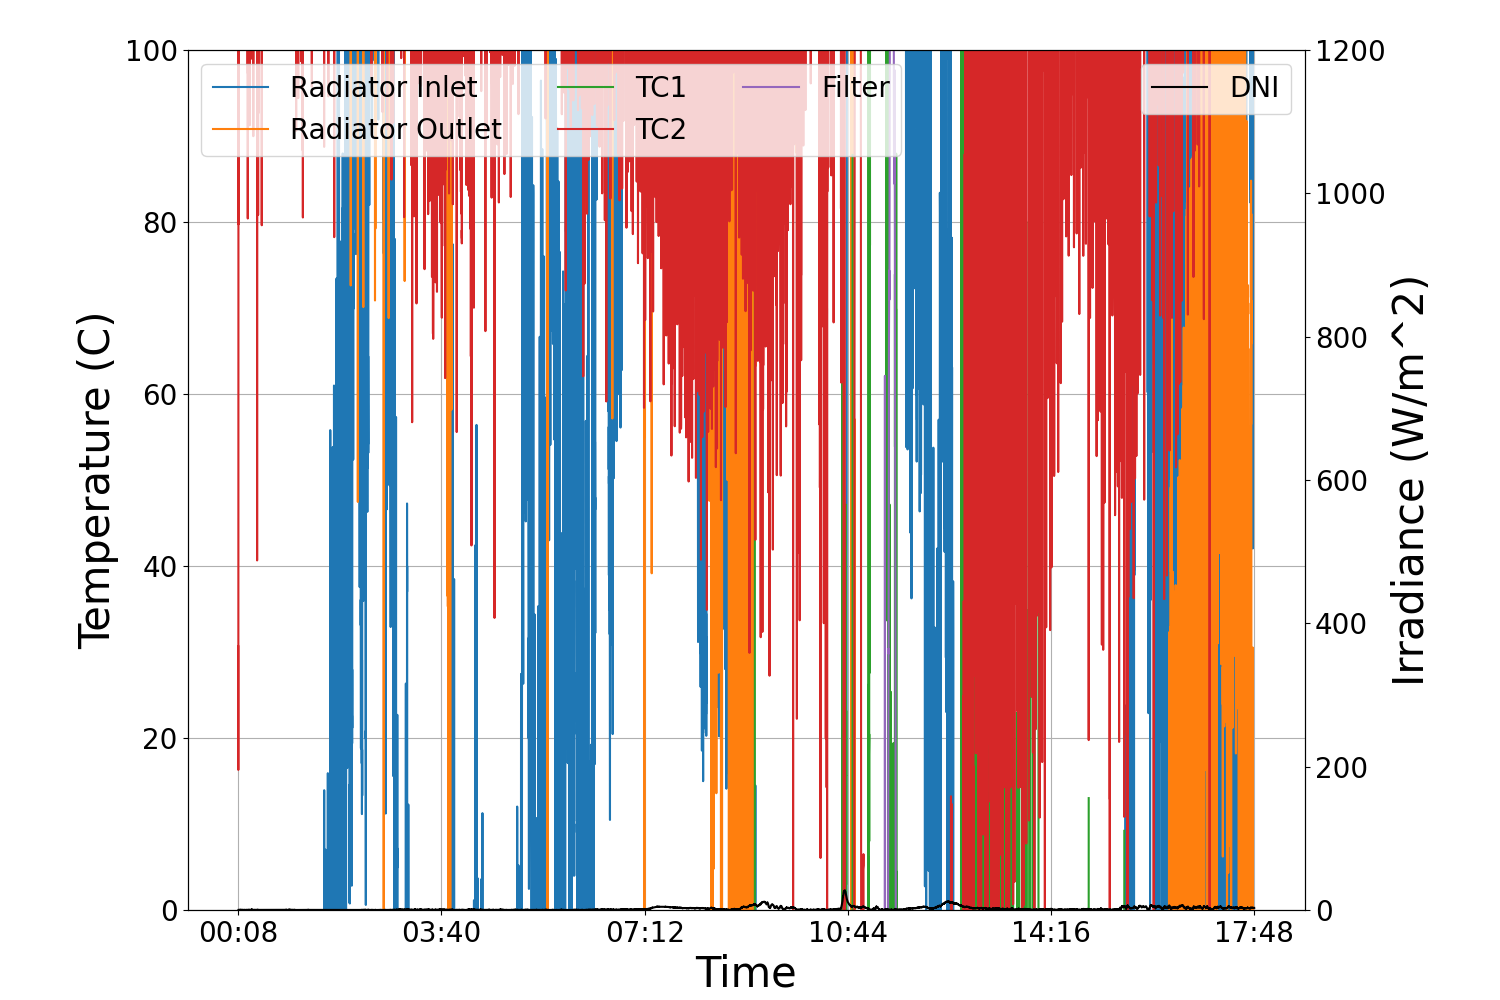 100
80
60
40
20
0
Temperature (C)
Radiator Inlet
Radiator Outlet
TC1
TC2
Filter
DNI
1200
1000
800
600
400
200
0
Irradiance (W/m^2)
00:08
03:40
07:12
10:44
14:16
17:48
Time